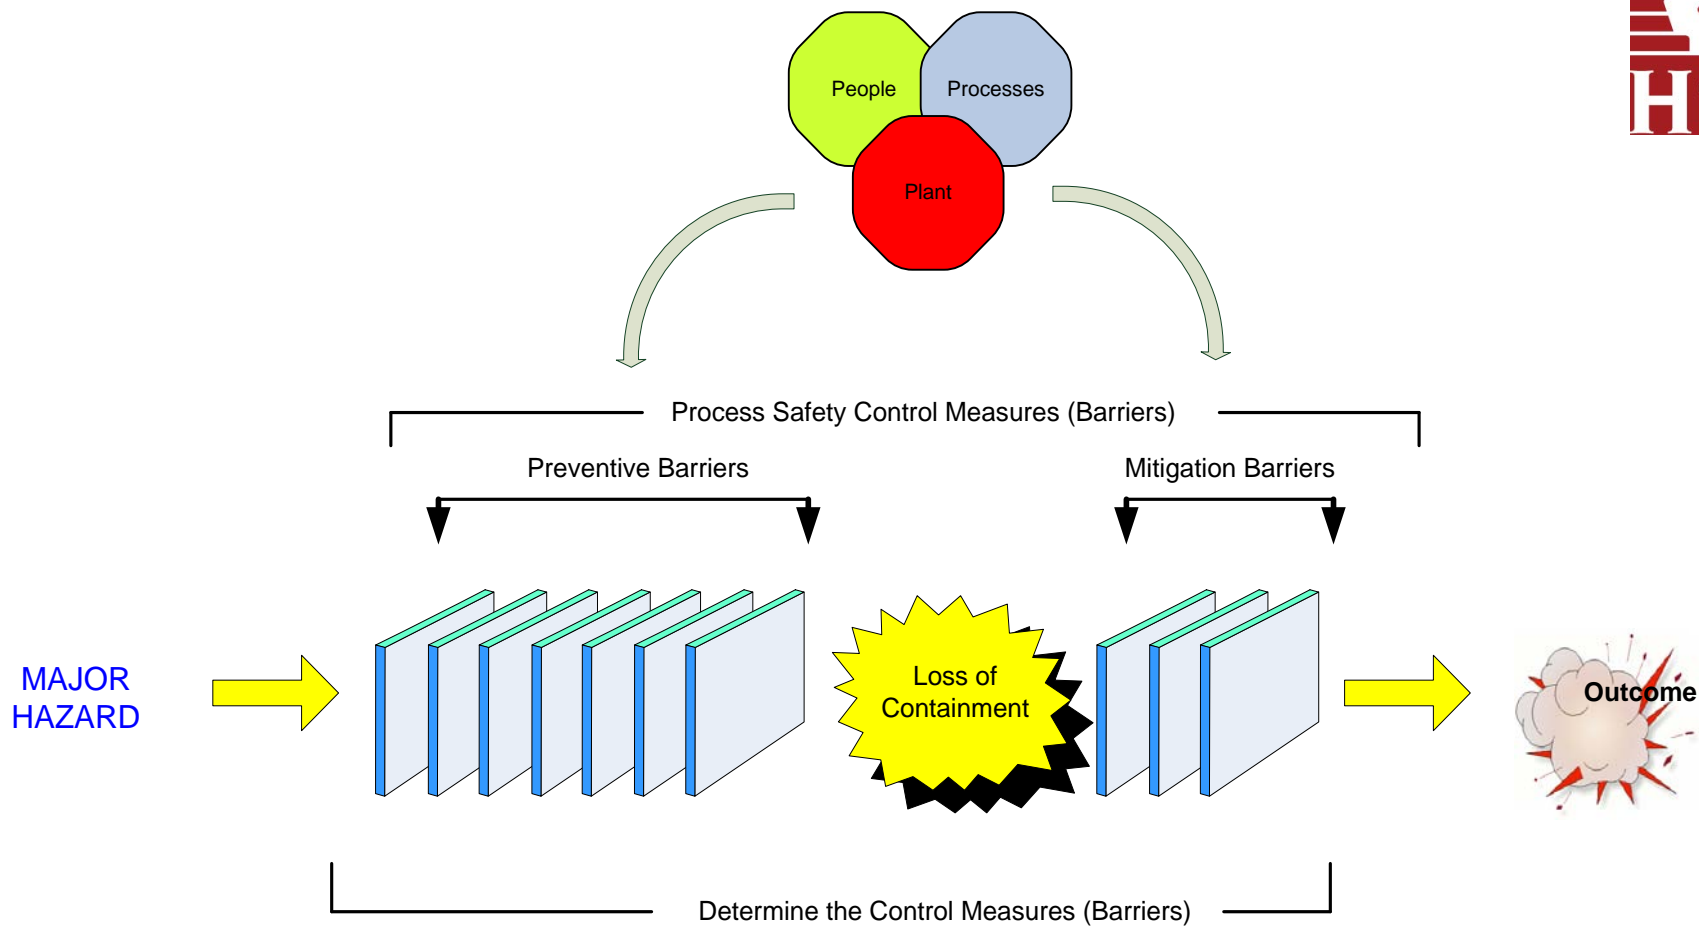 People
Processes
Plant
H
Process Safety Control Measures (Barriers)
Preventive Barriers
Mitigation Barriers
MAJOR
HAZARD
Loss of
Containment
Outcome
Determine the Control Measures (Barriers)